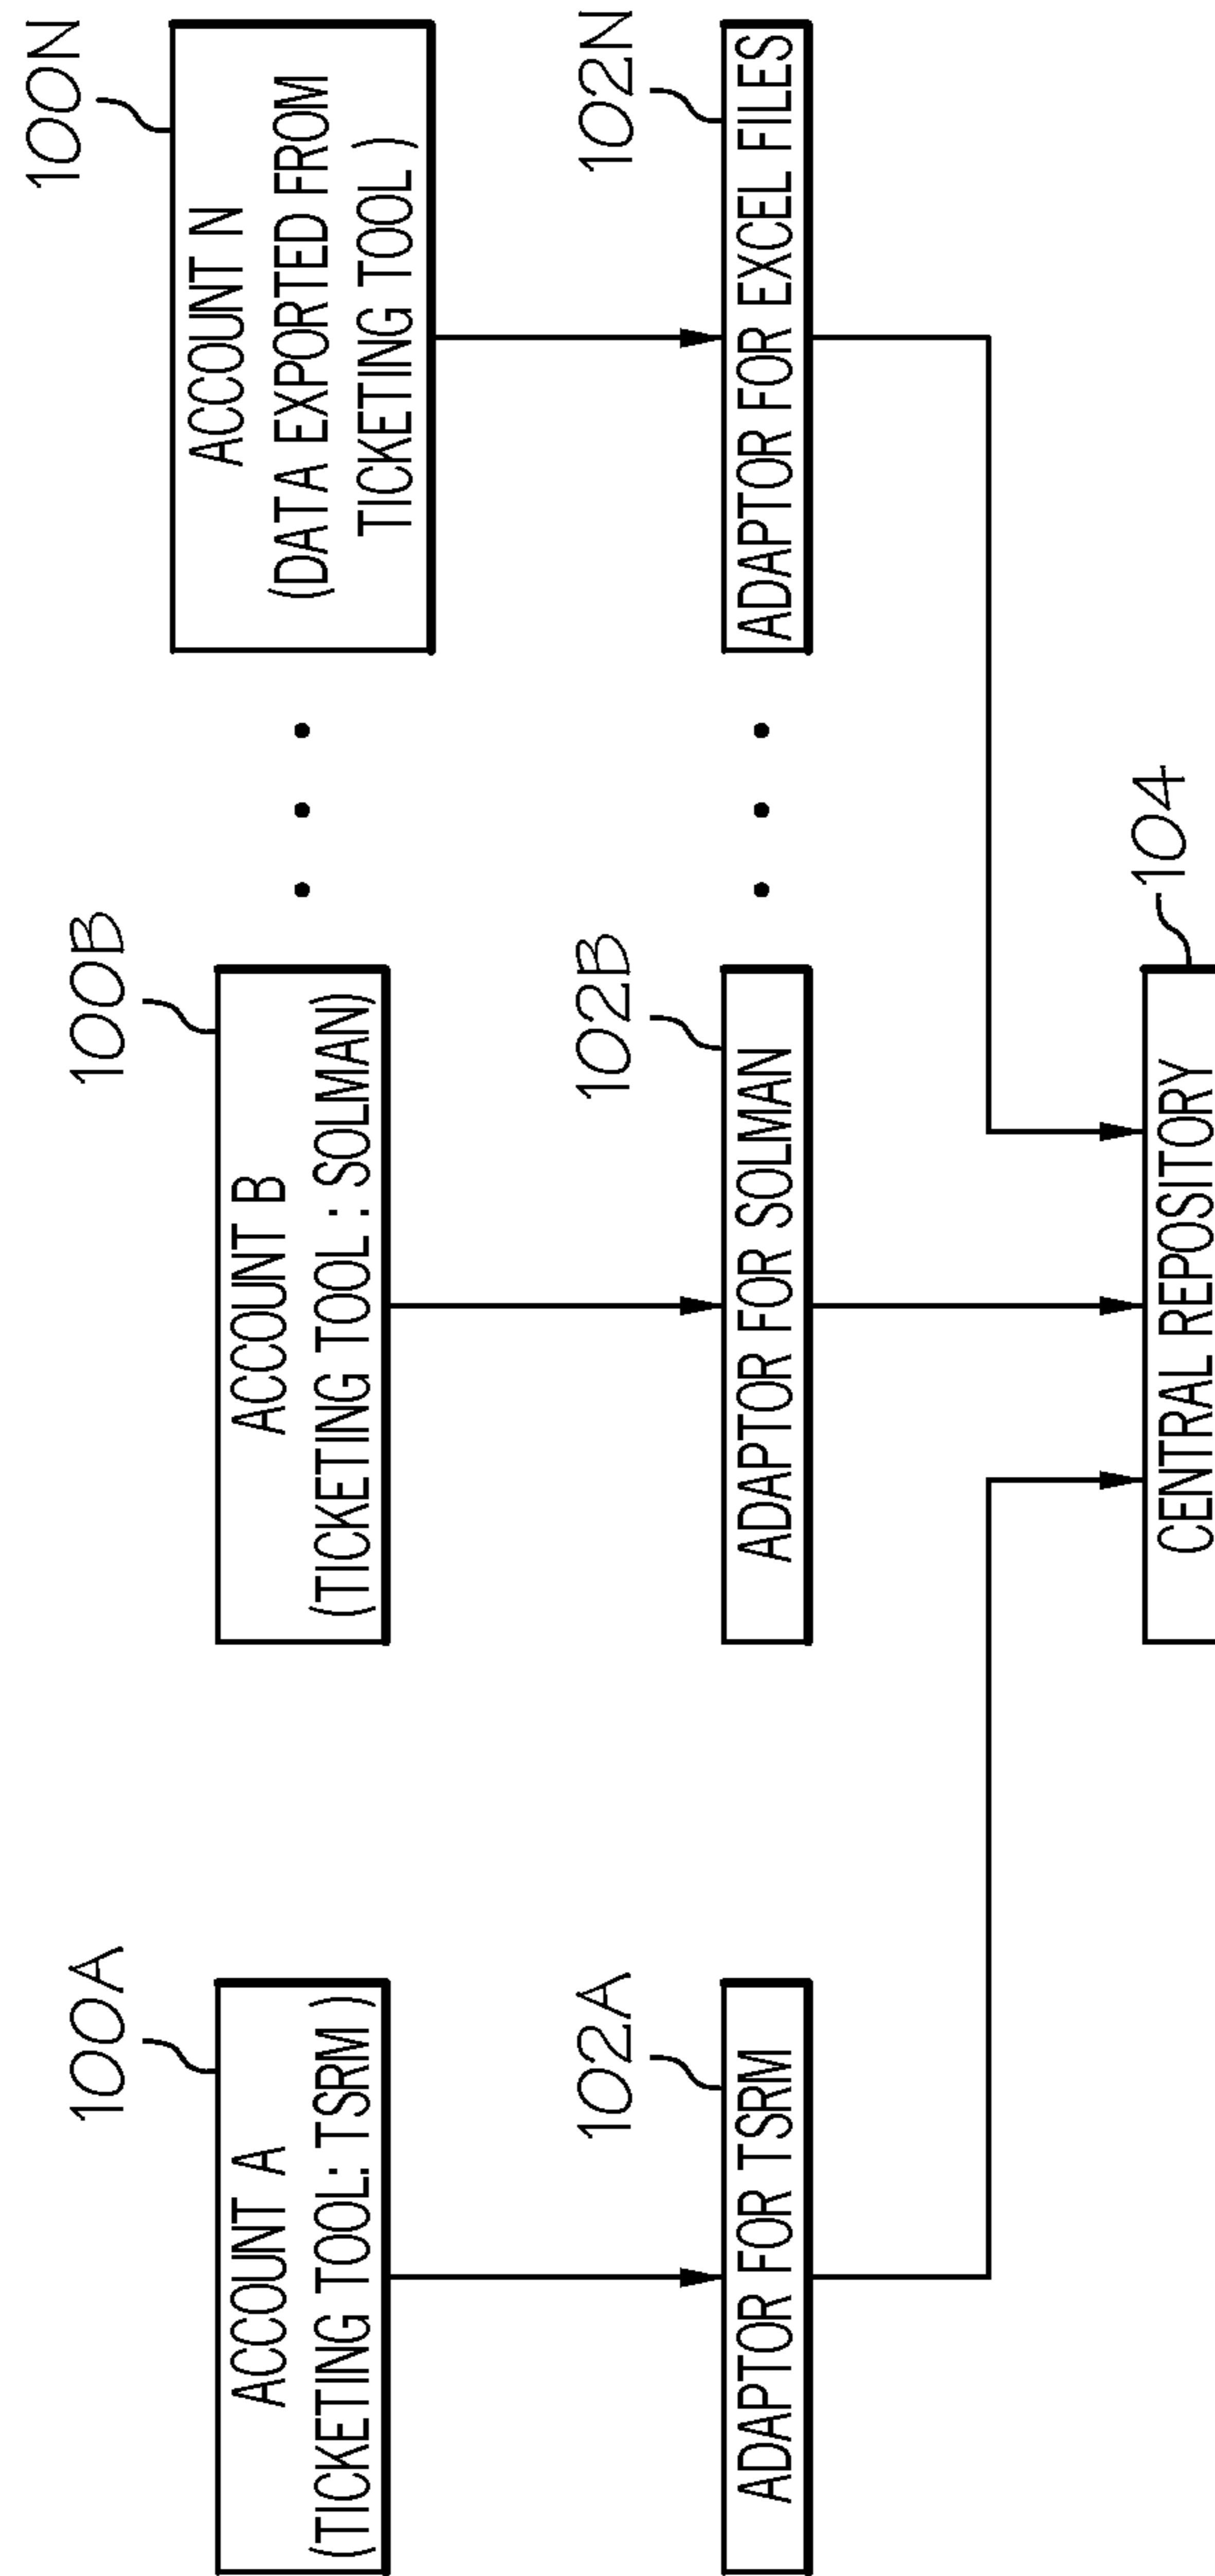 100A
ACCOUNT A
(TICKETING TOOL: TSRM )
100B
ACCOUNT B
(TICKETING TOOL : SOLMAN)
100N
ACCOUNT N
(DATA EXPORTED FROM
TICKETING TOOL )
102A
ADAPTOR FOR TSRM
102B
ADAPTOR FOR SOLMAN
102N
ADAPTOR FOR EXCEL FILES
104
CENTRAL REPOSITORY